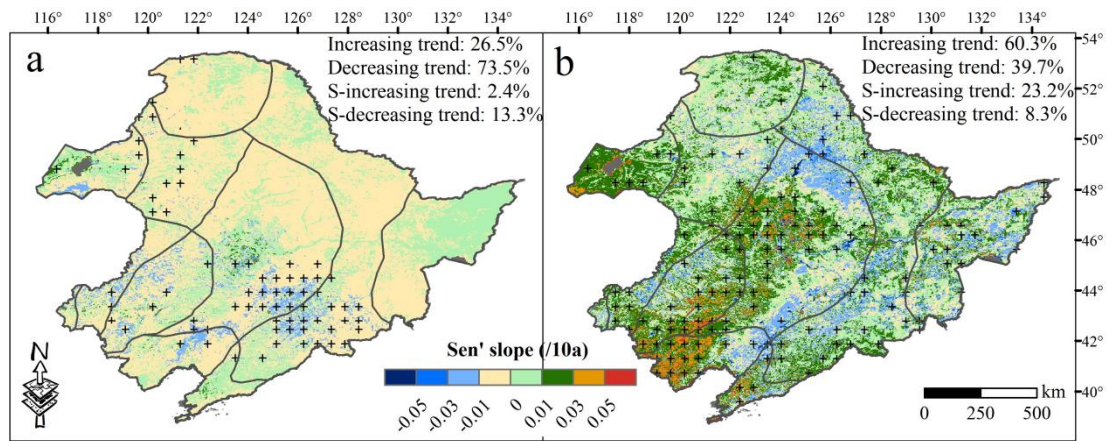 116° 118° 120° 122° 124° 126° 128° 130° 132° 134° 116° 118° 120° 122° 124° 126° 128° 130° 132° 134°
a
Increasing trend: 26.5%
Decreasing trend: 73.5%
S-increasing trend: 2.4%
S-decreasing trend: 13.3%
b
Increasing trend: 60.3%
Decreasing trend: 39.7%
S-increasing trend: 23.2%
S-decreasing trend: 8.3%
54°
52°
50°
48°
46°
44°
42°
40°
N
Sen' slope (/10a)
-0.05 -0.03 -0.01 0 0.01 0.03 0.05
km
0 250 500